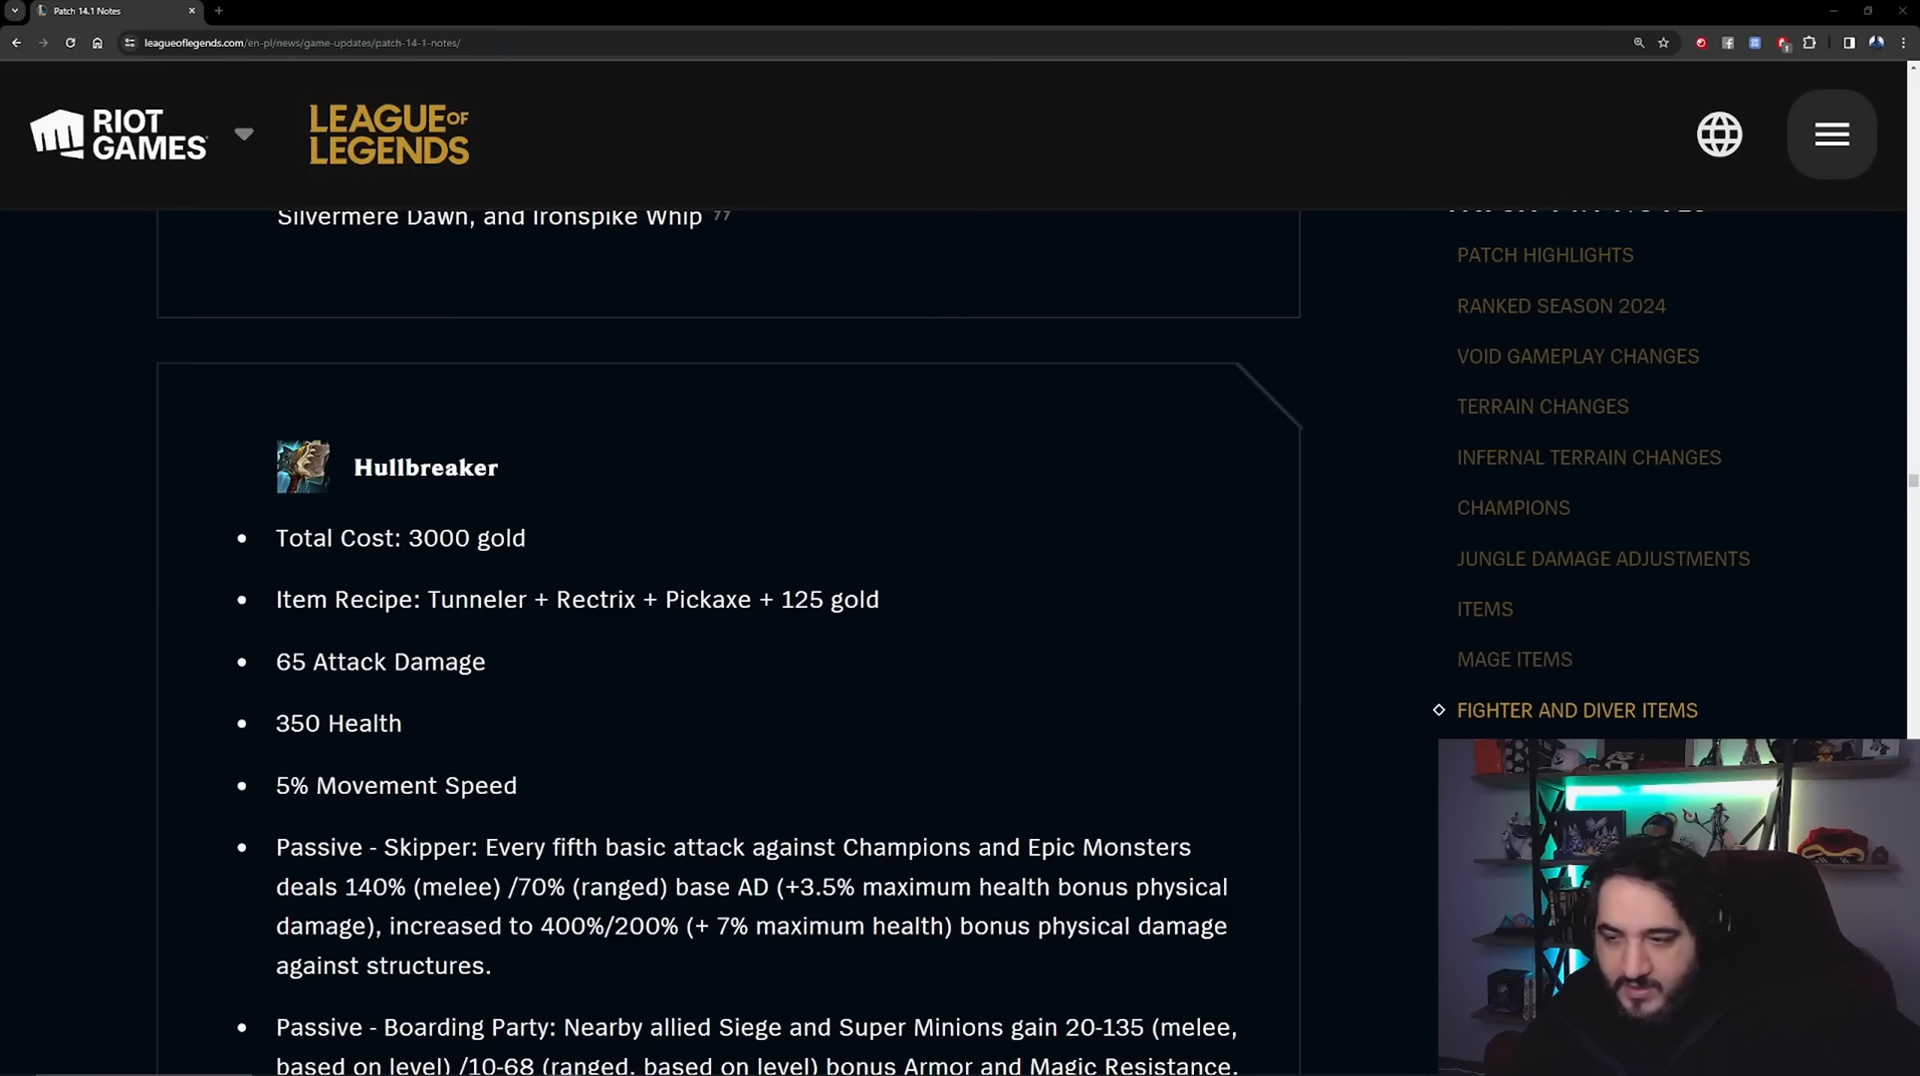 Patch 14.1 Notes
leagueoflegends.com/en-pl/news/game-updates/patch-14-1-notes/
RIOT GAMES
LEAGUE OF LEGENDS
Silvermere Dawn, and Ironspike Whip ”
Hullbreaker
• Total Cost: 3000 gold
• Item Recipe: Tunneler + Rectrix + Pickaxe + 125 gold
• 65 Attack Damage
• 350 Health
• 5% Movement Speed
• Passive - Skipper: Every fifth basic attack against Champions and Epic Monsters
deals 140% (melee) /70% (ranged) base AD (+3.5% maximum health bonus physical
damage), increased to 400%/200% (+ 7% maximum health) bonus physical damage
against structures.
• Passive - Boarding Party: Nearby allied Siege and Super Minions gain 20-135 (melee,
based on level) /10-68 (ranged, based on level) bonus Armor and Magic Resistance.
PATCH HIGHLIGHTS
RANKED SEASON 2024
VOID GAMEPLAY CHANGES
TERRAIN CHANGES
INFERNAL TERRAIN CHANGES
CHAMPIONS
JUNGLE DAMAGE ADJUSTMENTS
ITEMS
MAGE ITEMS
FIGHTER AND DIVER ITEMS